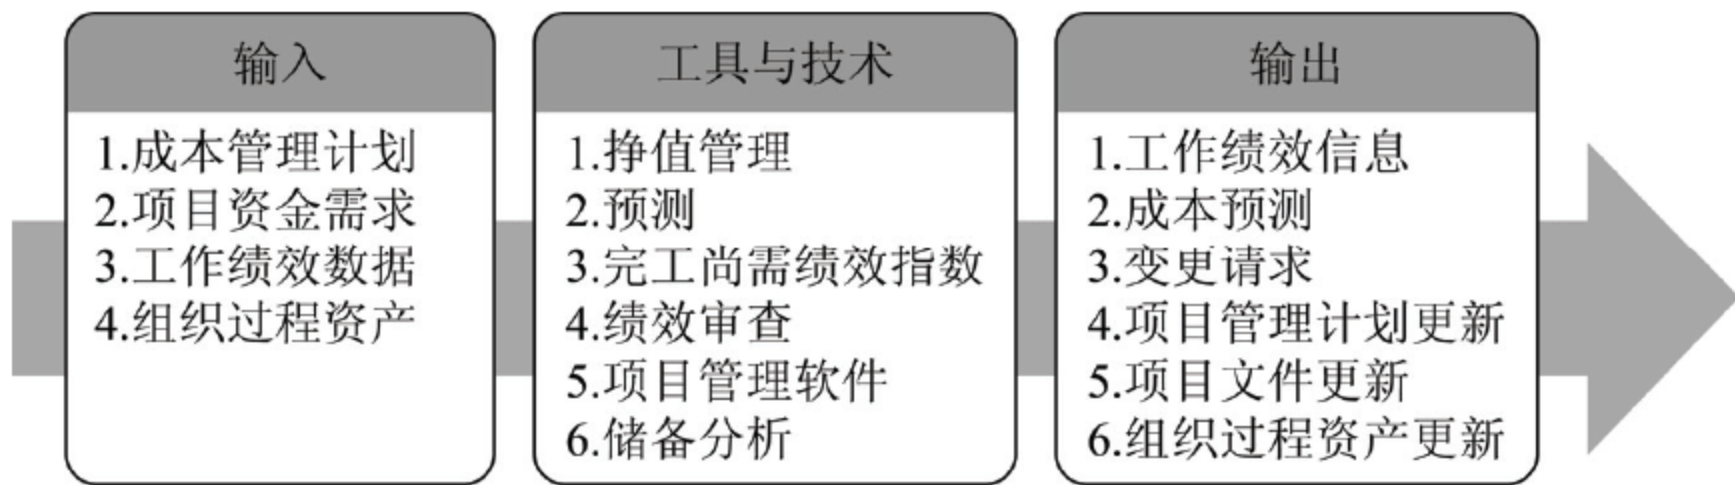 输入
1.成本管理计划
2.项目资金需求
3.工作绩效数据
4.组织过程资产
工具与技术
1.挣值管理
2.预测
3.完工尚需绩效指数
4.绩效审查
5.项目管理软件
6.储备分析
输出
1.工作绩效信息
2.成本预测
3.变更请求
4.项目管理计划更新
5.项目文件更新
6.组织过程资产更新